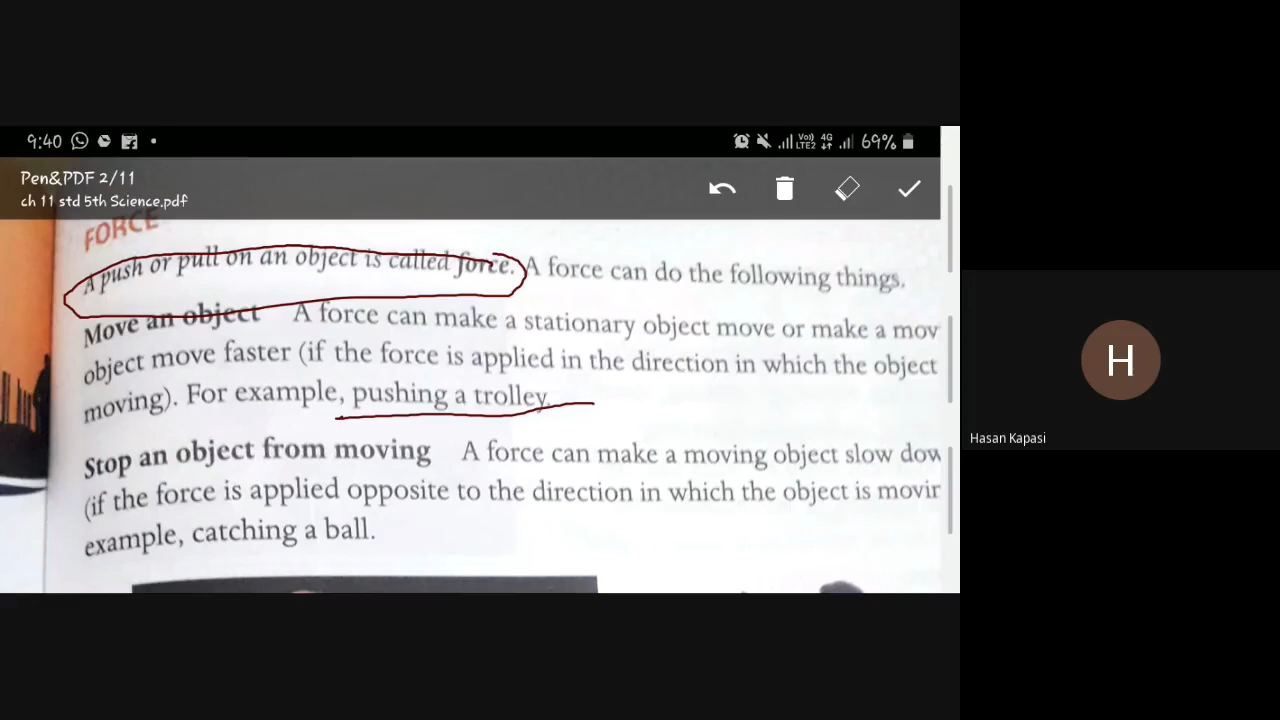 9:40
Vo))
LTE2
4G
69%
Pen&PDF 2/11
ch 11 std 5th Science.pdf
FORCE
A push or pull on an object is called force. A force can do the following things.
Move an object A force can make a stationary object move or make a mov
object move faster (if the force is applied in the direction in which the object
moving). For example, pushing a trolley.
Stop an object from moving A force can make a moving object slow dow
(if the force is applied opposite to the direction in which the object is movin
example, catching a ball.
H
Hasan Kapasi